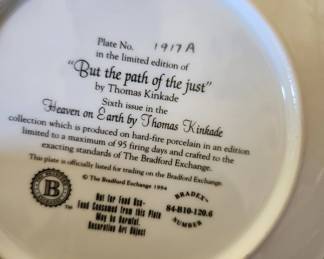 Plate No. 1917A
in the limited edition of
"But the path of the just"
by Thomas Kinkade
Sixth issue in the
Heaven on Earth by Thomas Kinkade
collection which is produced on hard-fire porcelain in an edition
limited to a maximum of 95 firing days and crafted to the
exacting standards of The Bradford Exchange.
This plate is officially listed for trading on the Bradford Exchange.
© The Bradford Exchange 1994
B
TM
Not For Food Use-
Food Consumed from this Plate
May be Harmful.
Decorative Art Object
BRADEX-
84-B10-120.6
NUMBER